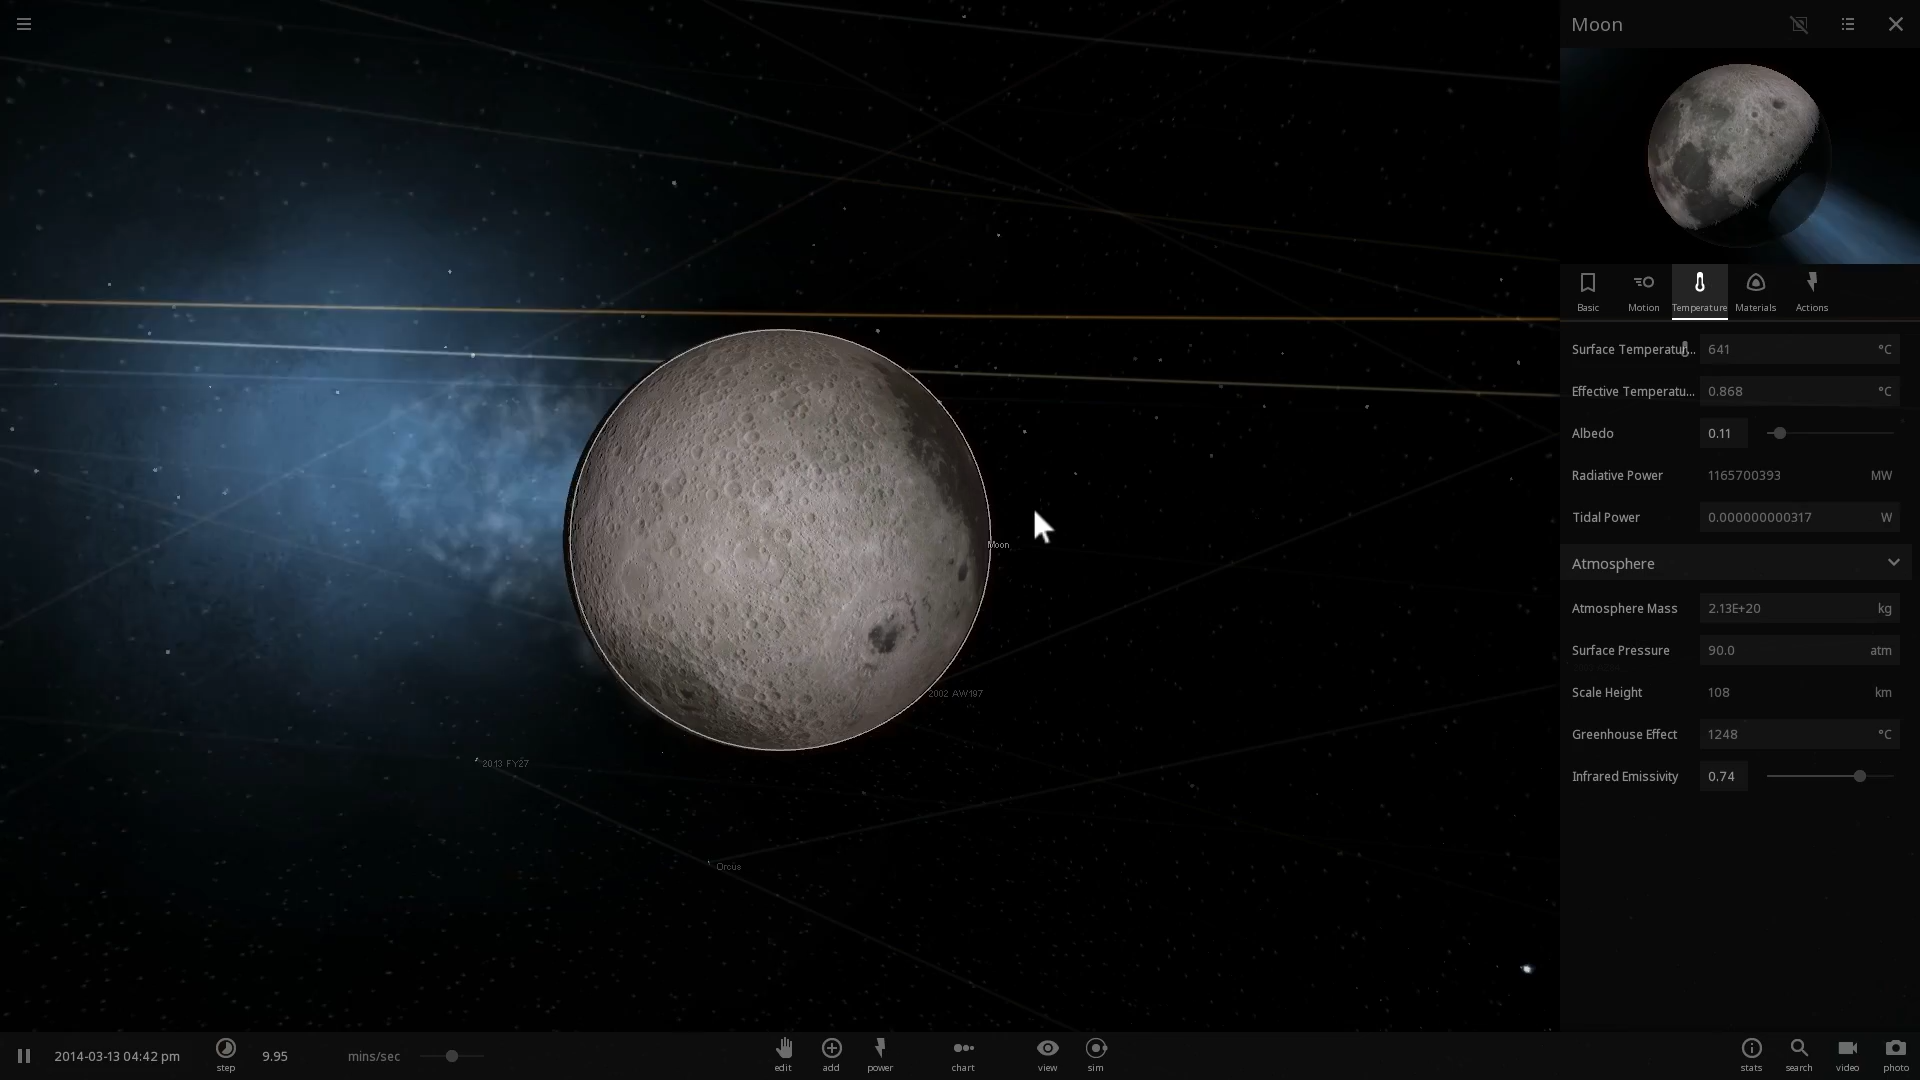 Moon
Basic
Motion
Temperature
Materials
Actions
Surface Temperatur...
641
°C
Effective Temperatu...
0.868
°C
Albedo
0.11
Radiative Power
1165700393
MW
Tidal Power
0.000000000317
W
Atmosphere
Atmosphere Mass
2.13E+20
kg
Surface Pressure
90.0
atm
Scale Height
108
km
Greenhouse Effect
1248
°C
Infrared Emissivity
0.74
Moon
2002 AW197
2013 FY27
Orcus
2014-03-13 04:42 pm
step
9.95
mins/sec
edit
add
power
chart
view
sim
stats
search
video
photo